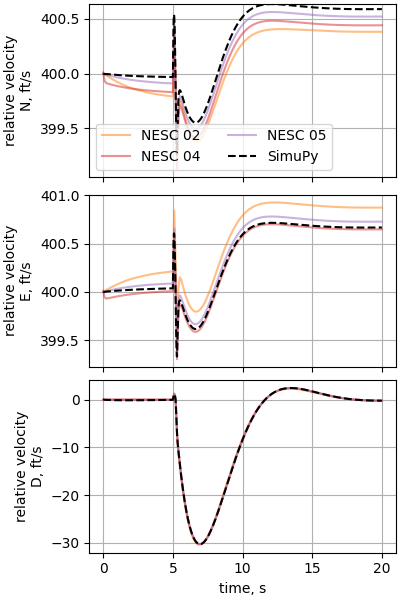 400.5
400.0
399.5
relative velocity
N, ft/s
NESC 02
NESC 04
NESC 05
SimuPy
401.0
400.5
400.0
399.5
relative velocity
E, ft/s
0
−10
−20
−30
relative velocity
D, ft/s
0 5 10 15 20
time, s